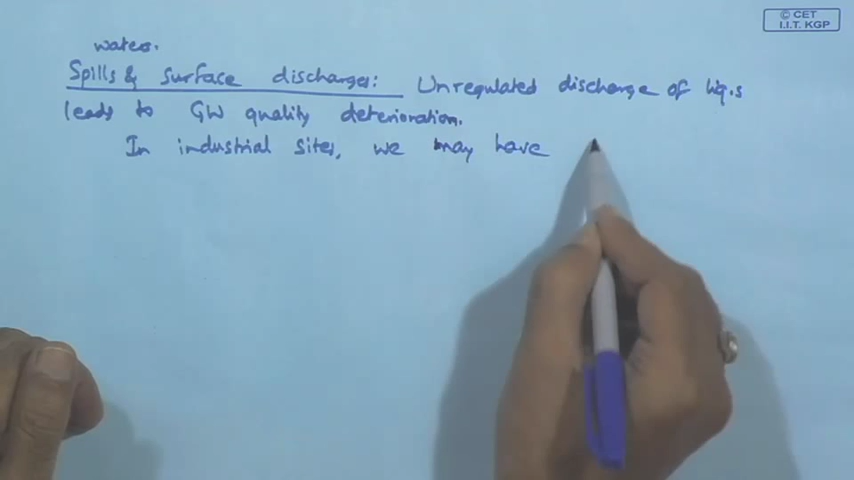 © CET
I.I.T. KGP
water.
Spills & surface discharges: Unregulated discharge of liq.s
leads to GW quality deterioration.
In industrial sites, we may have